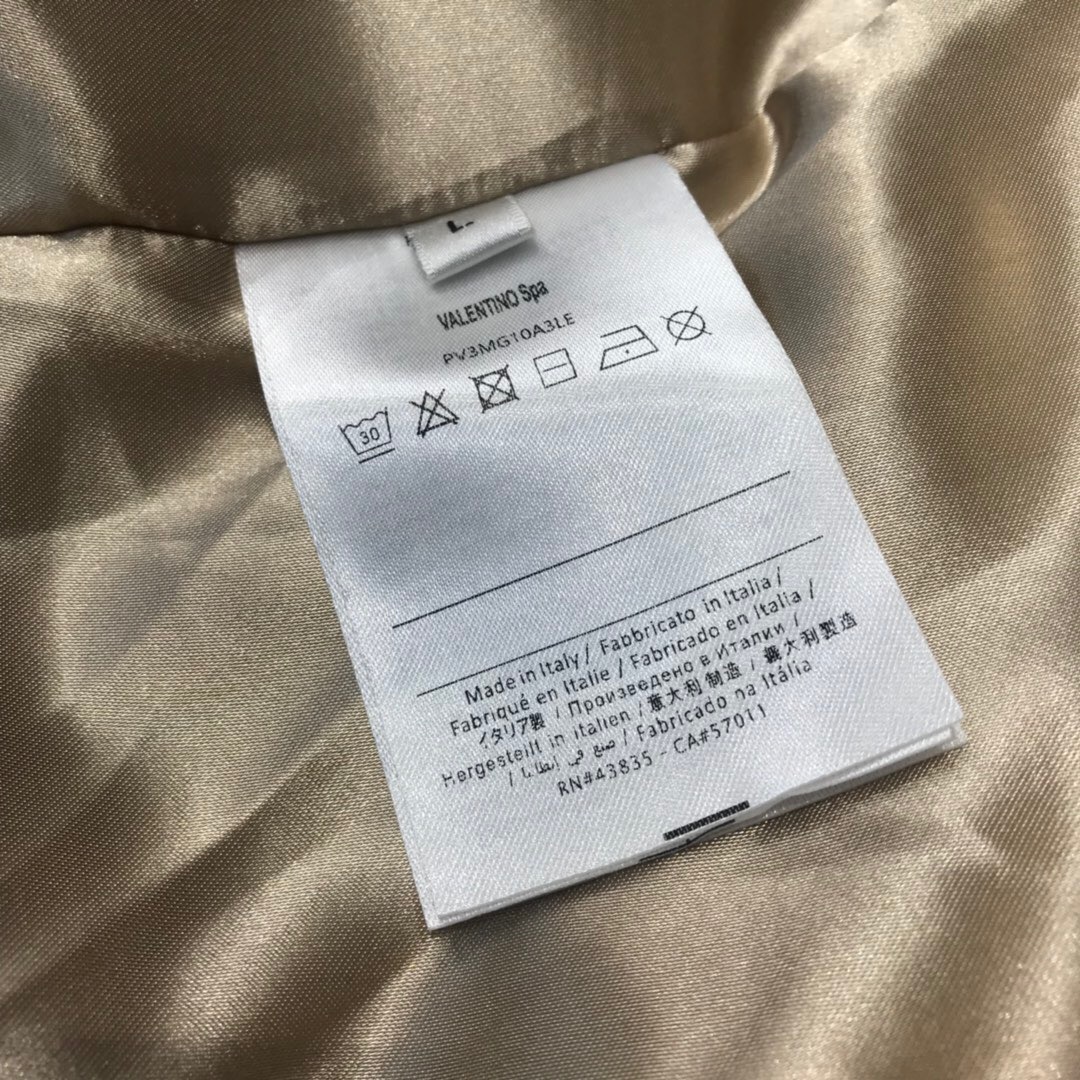 L
VALENTINO Spa
PV3MG10A3LE
30
Made in Italy / Fabbricato in Italia /
Fabriqué en Italie / Fabricado en Italia /
イタリア製 / Произведено в Италии /
Hergestellt in Italien / 意大利制造 / 義大利製造
/ صنع في إيطاليا / Fabricado na Itália
RN#43835 - CA#57011